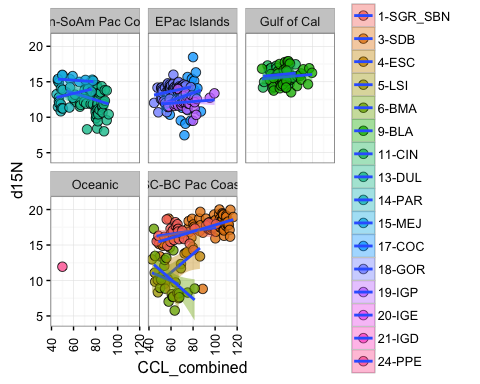 n-SoAm Pac Co
EPac Islands
Gulf of Cal
20
15
10
5
Oceanic
SC-BC Pac Coas
20
15
10
5
40
60
80
100
120
40
60
80
100
120
d15N
CCL_combined
1-SGR_SBN
3-SDB
4-ESC
5-LSI
6-BMA
9-BLA
11-CIN
13-DUL
14-PAR
15-MEJ
17-COC
18-GOR
19-IGP
20-IGE
21-IGD
24-PPE